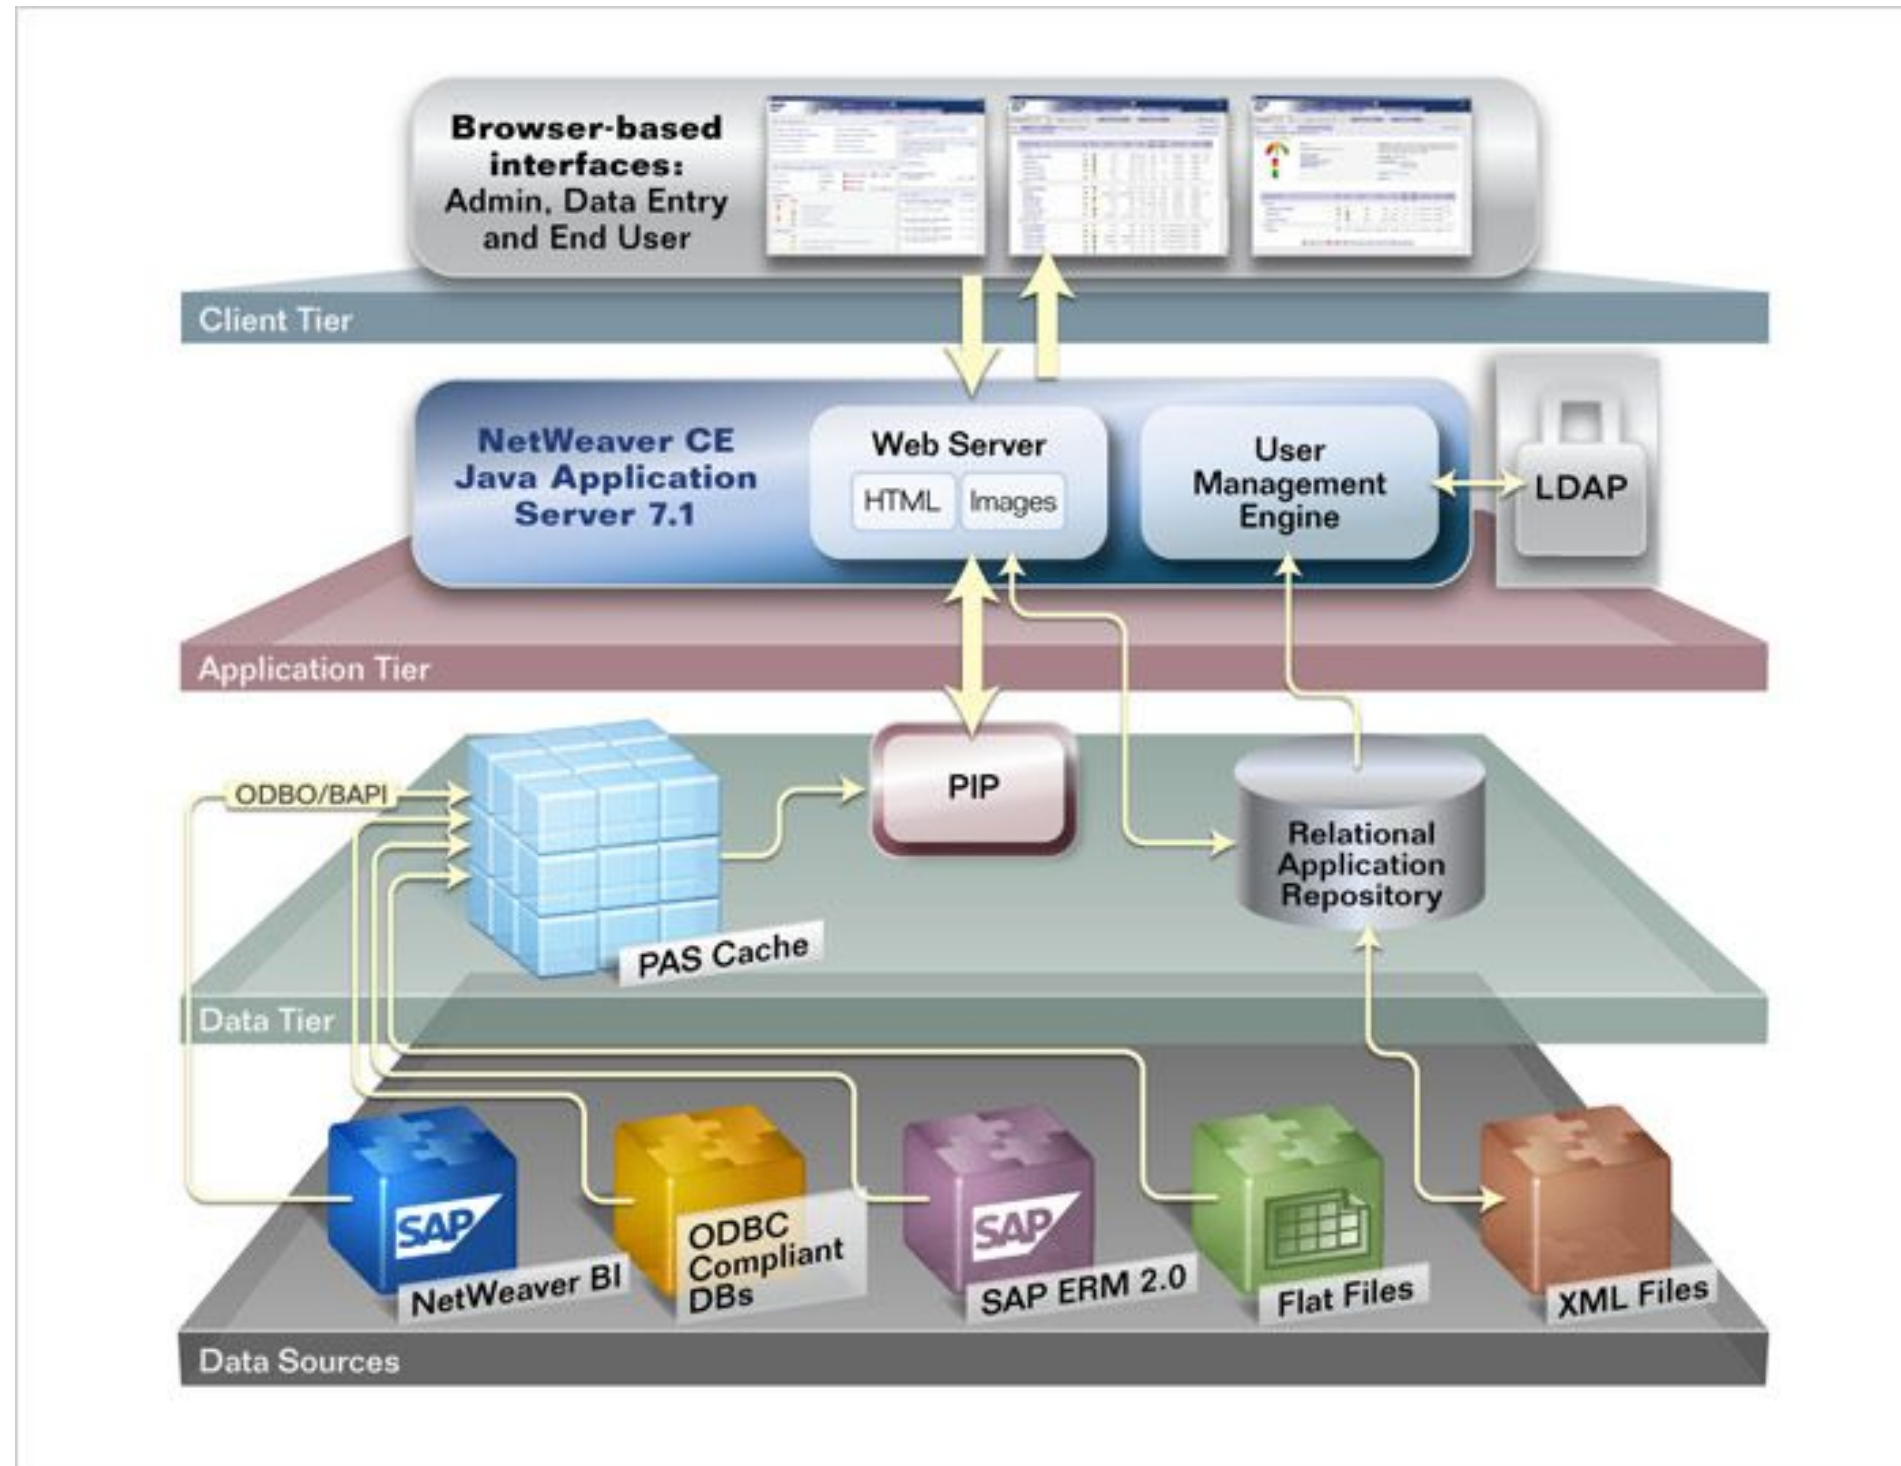 Browser-based
interfaces:
Admin, Data Entry
and End User
Client Tier
NetWeaver CE
Java Application
Server 7.1
Web Server
HTML
Images
User
Management
Engine
LDAP
Application Tier
ODBO/BAPI
PIP
Relational
Application
Repository
PAS Cache
Data Tier
SAP
NetWeaver BI
ODBC
Compliant
DBs
SAP
SAP ERM 2.0
Flat Files
XML Files
Data Sources